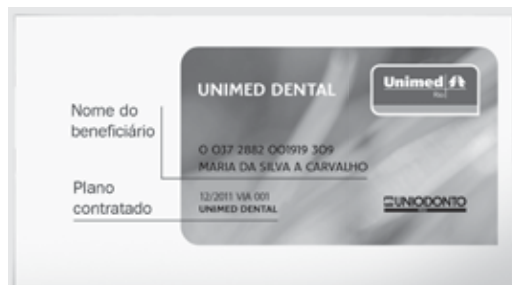 UNIMED DENTAL
Unimed
Nome do
beneficiário
0 037 2882 001919 309
MARIA DA SILVA A CARVALHO
Plano
contratado
12/2011 VIA 001
UNIMED DENTAL
UNIODONTO